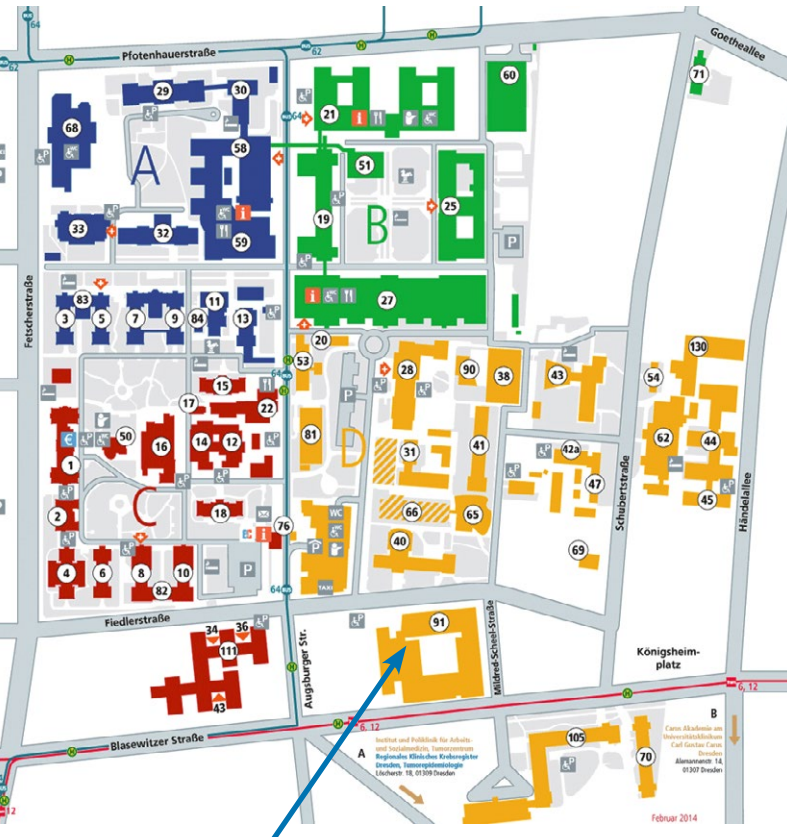 64
62
Pfotenhauerstraße
62
Goetheallee
29
30
21
60
71
68
A
64
58
51
19
B
25
33
32
59
P
Fetscherstraße
27
83
3
5
7
9
84
11
13
20
53
64
28
90
38
43
54
130
15
17
22
P
50
16
14
12
81
D
31
41
42a
62
44
1
47
45
2
C
18
66
65
WC
76
40
69
Schubertstraße
Händelallee
4
6
8
10
82
P
P
64
TAXI
Fiedlerstraße
34
36
111
43
Augsburger Str.
91
Mildred-Scheel-Straße
Königsheim-
platz
6, 12
6, 12
Blasewitzer Straße
12
A
Institut und Poliklinik für Arbeits-
und Sozialmedizin, Tumorzentrum
Regionales Klinisches Krebsregister
Dresden, Tumorepidemiologie
Löscherstr. 18, 01309 Dresden
105
70
B
Carus Akademie am
Universitätsklinikum
Carl Gustav Carus
Dresden
Alemannenstr. 14,
01307 Dresden
Februar 2014